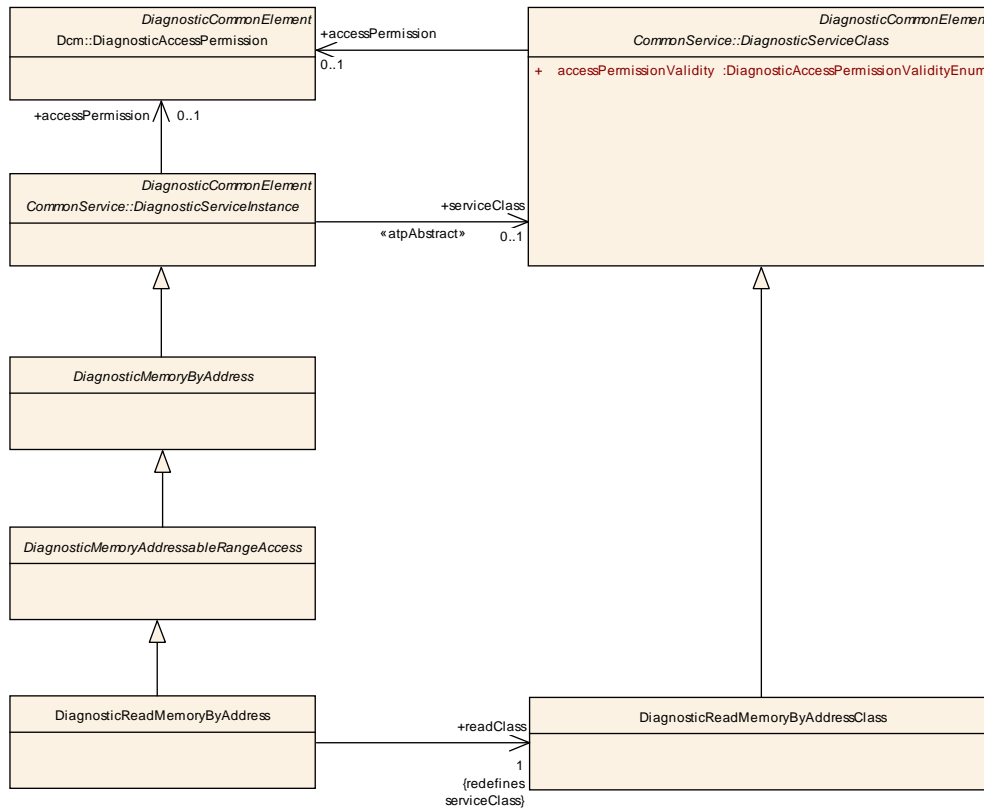 DiagnosticCommonElement
Dcm::DiagnosticAccessPermission
+accessPermission
0..1
DiagnosticCommonElement
CommonService::DiagnosticServiceClass
+ accessPermissionValidity :DiagnosticAccessPermissionValidityEnum
+accessPermission
0..1
DiagnosticCommonElement
CommonService::DiagnosticServiceInstance
+serviceClass
«atpAbstract»
0..1
DiagnosticMemoryByAddress
DiagnosticMemoryAddressableRangeAccess
DiagnosticReadMemoryByAddress
+readClass
1
{redefines
serviceClass}
DiagnosticReadMemoryByAddressClass